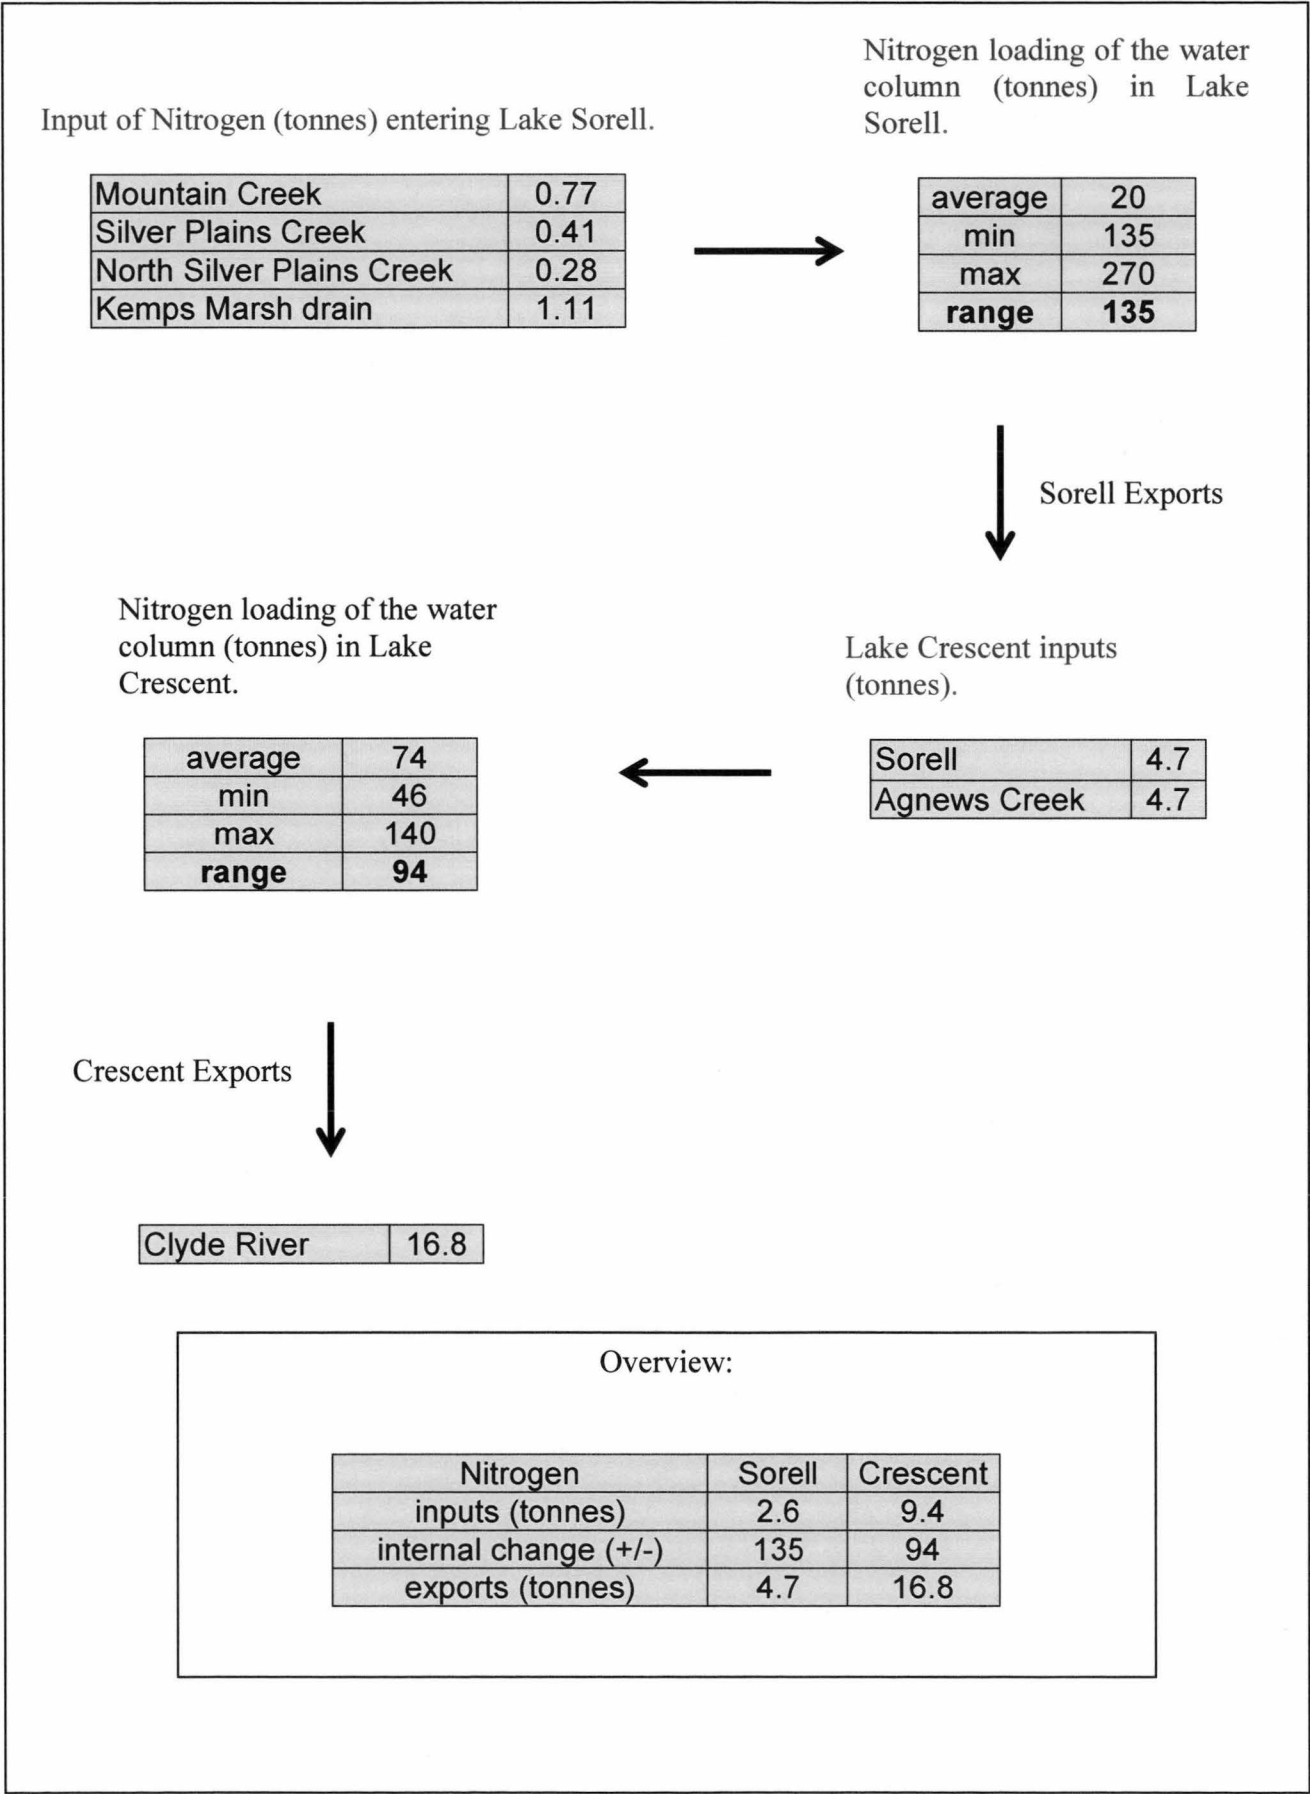 Input of Nitrogen (tonnes) entering Lake Sorell.
Mountain Creek 0.77
Silver Plains Creek 0.41
North Silver Plains Creek 0.28
Kemps Marsh drain 1.11
Nitrogen loading of the water
column (tonnes) in Lake
Sorell.
average 20
min 135
max 270
range 135
Sorell Exports
Lake Crescent inputs
(tonnes).
Sorell 4.7
Agnews Creek 4.7
Nitrogen loading of the water
column (tonnes) in Lake
Crescent.
average 74
min 46
max 140
range 94
Crescent Exports
Clyde River 16.8
Overview:
Nitrogen Sorell Crescent
inputs (tonnes) 2.6 9.4
internal change (+/-) 135 94
exports (tonnes) 4.7 16.8